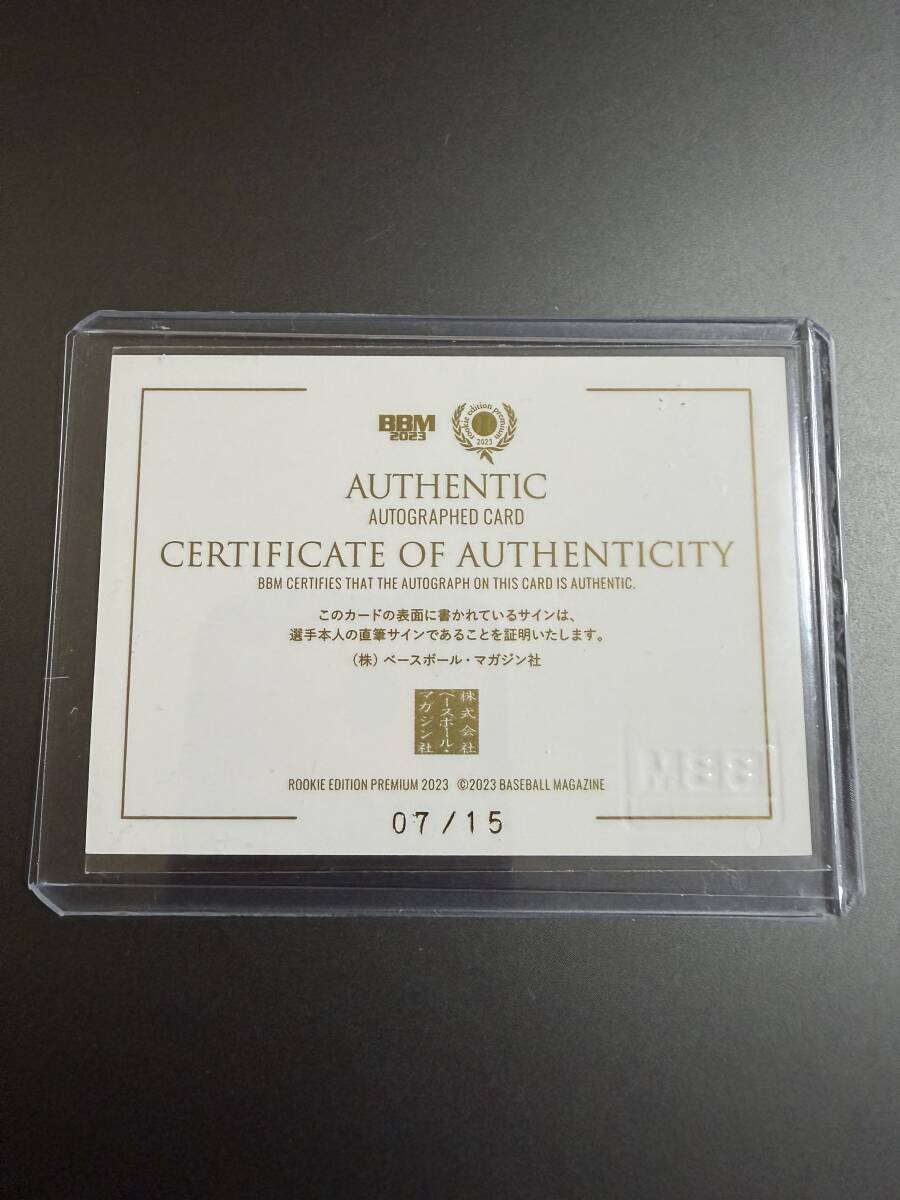 BBM
2023
rookie edition premium
2023
AUTHENTIC
AUTOGRAPHED CARD
CERTIFICATE OF AUTHENTICITY
BBM CERTIFIES THAT THE AUTOGRAPH ON THIS CARD IS AUTHENTIC.
このカードの表面に書かれているサインは、
選手本人の直筆サインであることを証明いたします。
(株) ベースボール・マガジン社
株式会社
ベースボール・
マガジン社
BBM
ROOKIE EDITION PREMIUM 2023 ©2023 BASEBALL MAGAZINE
07/15